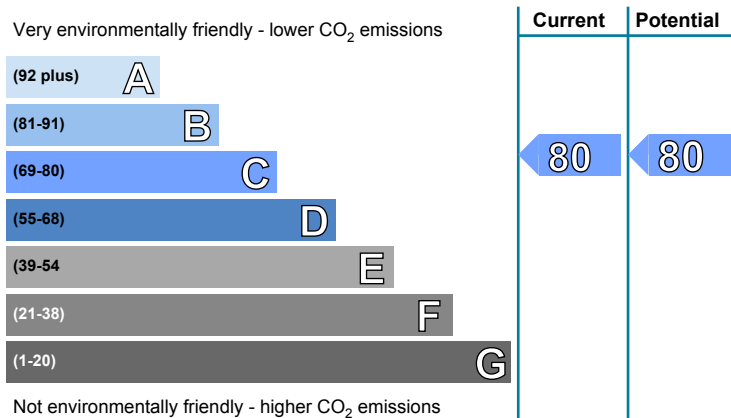 Very environmentally friendly - lower CO₂ emissions
Current Potential
(92 plus) A
(81-91) B
(69-80) C
80 80
(55-68) D
(39-54 E
(21-38) F
(1-20) G
Not environmentally friendly - higher CO₂ emissions